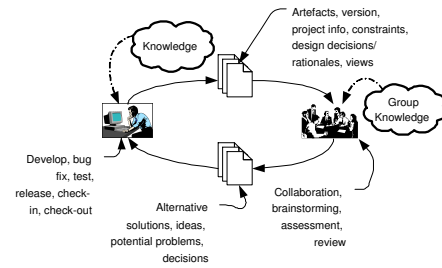 Artefacts, version,
project info, constraints,
design decisions/
rationales, views
Knowledge
Group
Knowledge
Develop, bug
fix, test,
release, check-
in, check-out
Alternative
solutions, ideas,
potential problems,
decisions
Collaboration,
brainstorming,
assessment,
review